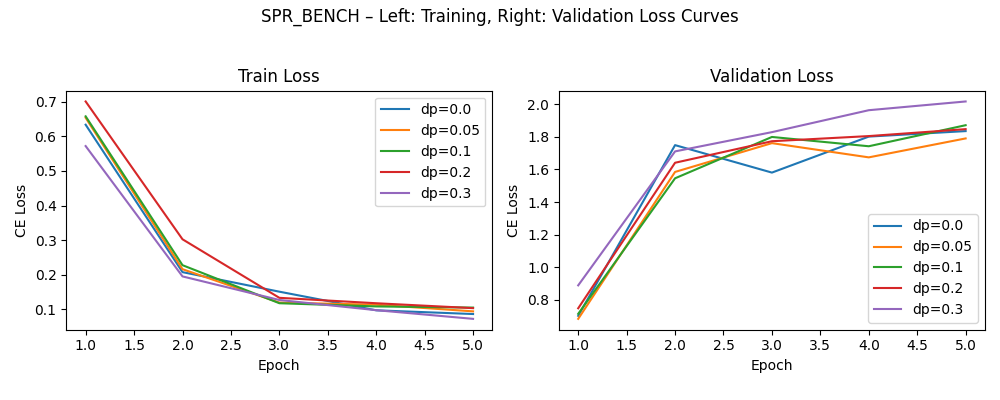 SPR_BENCH – Left: Training, Right: Validation Loss Curves
Train Loss
CE Loss
0.7
0.6
0.5
0.4
0.3
0.2
0.1
dp=0.0
dp=0.05
dp=0.1
dp=0.2
dp=0.3
1.0 1.5 2.0 2.5 3.0 3.5 4.0 4.5 5.0
Epoch
Validation Loss
CE Loss
2.0
1.8
1.6
1.4
1.2
1.0
0.8
dp=0.0
dp=0.05
dp=0.1
dp=0.2
dp=0.3
1.0 1.5 2.0 2.5 3.0 3.5 4.0 4.5 5.0
Epoch